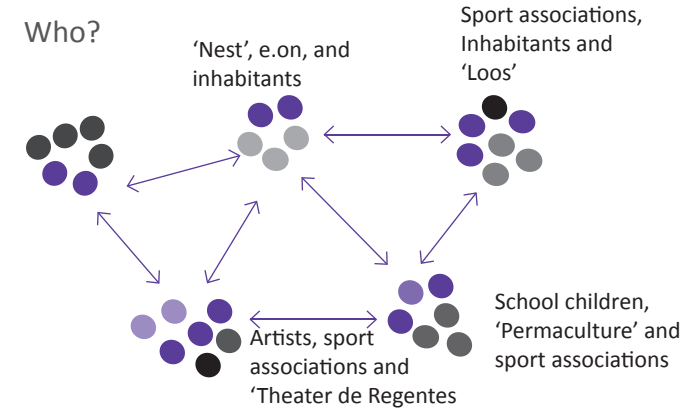 Who?
'Nest', e.on, and
inhabitants
Sport associations,
Inhabitants and
'Loos'
Artists, sport
associations and
'Theater de Regentes
School children,
'Permaculture' and
sport associations